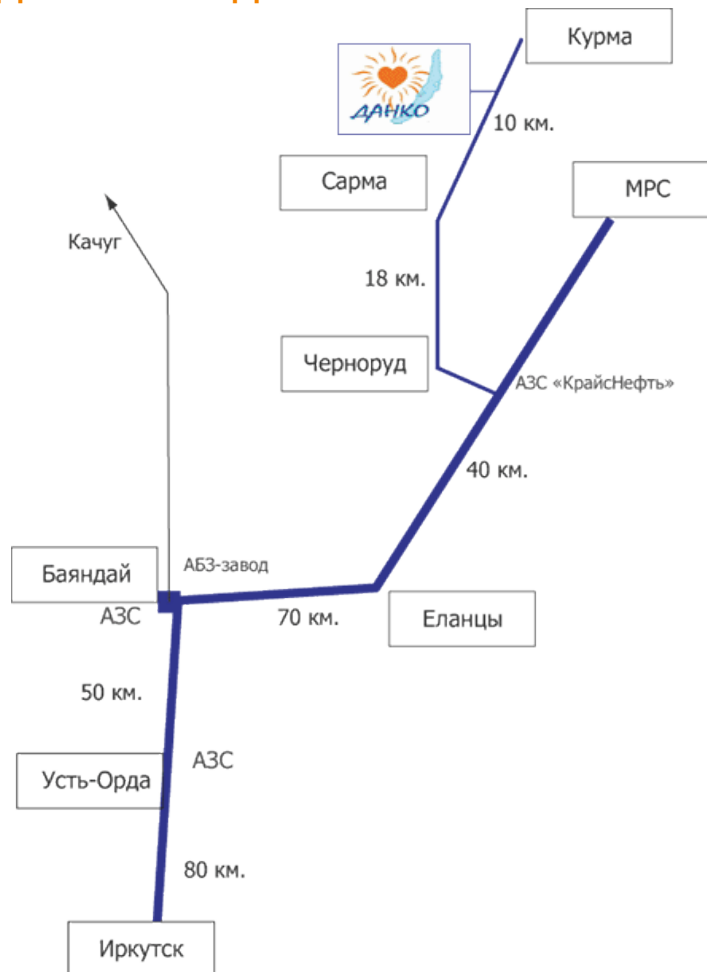 Курма
ДАНКО
10 км.
Сарма
МРС
Качуг
18 км.
Черноруд
АЗС «КрайсНефть»
40 км.
Баяндай
АБЗ-завод
АЗС
70 км.
Еланцы
50 км.
АЗС
Усть-Орда
80 км.
Иркутск